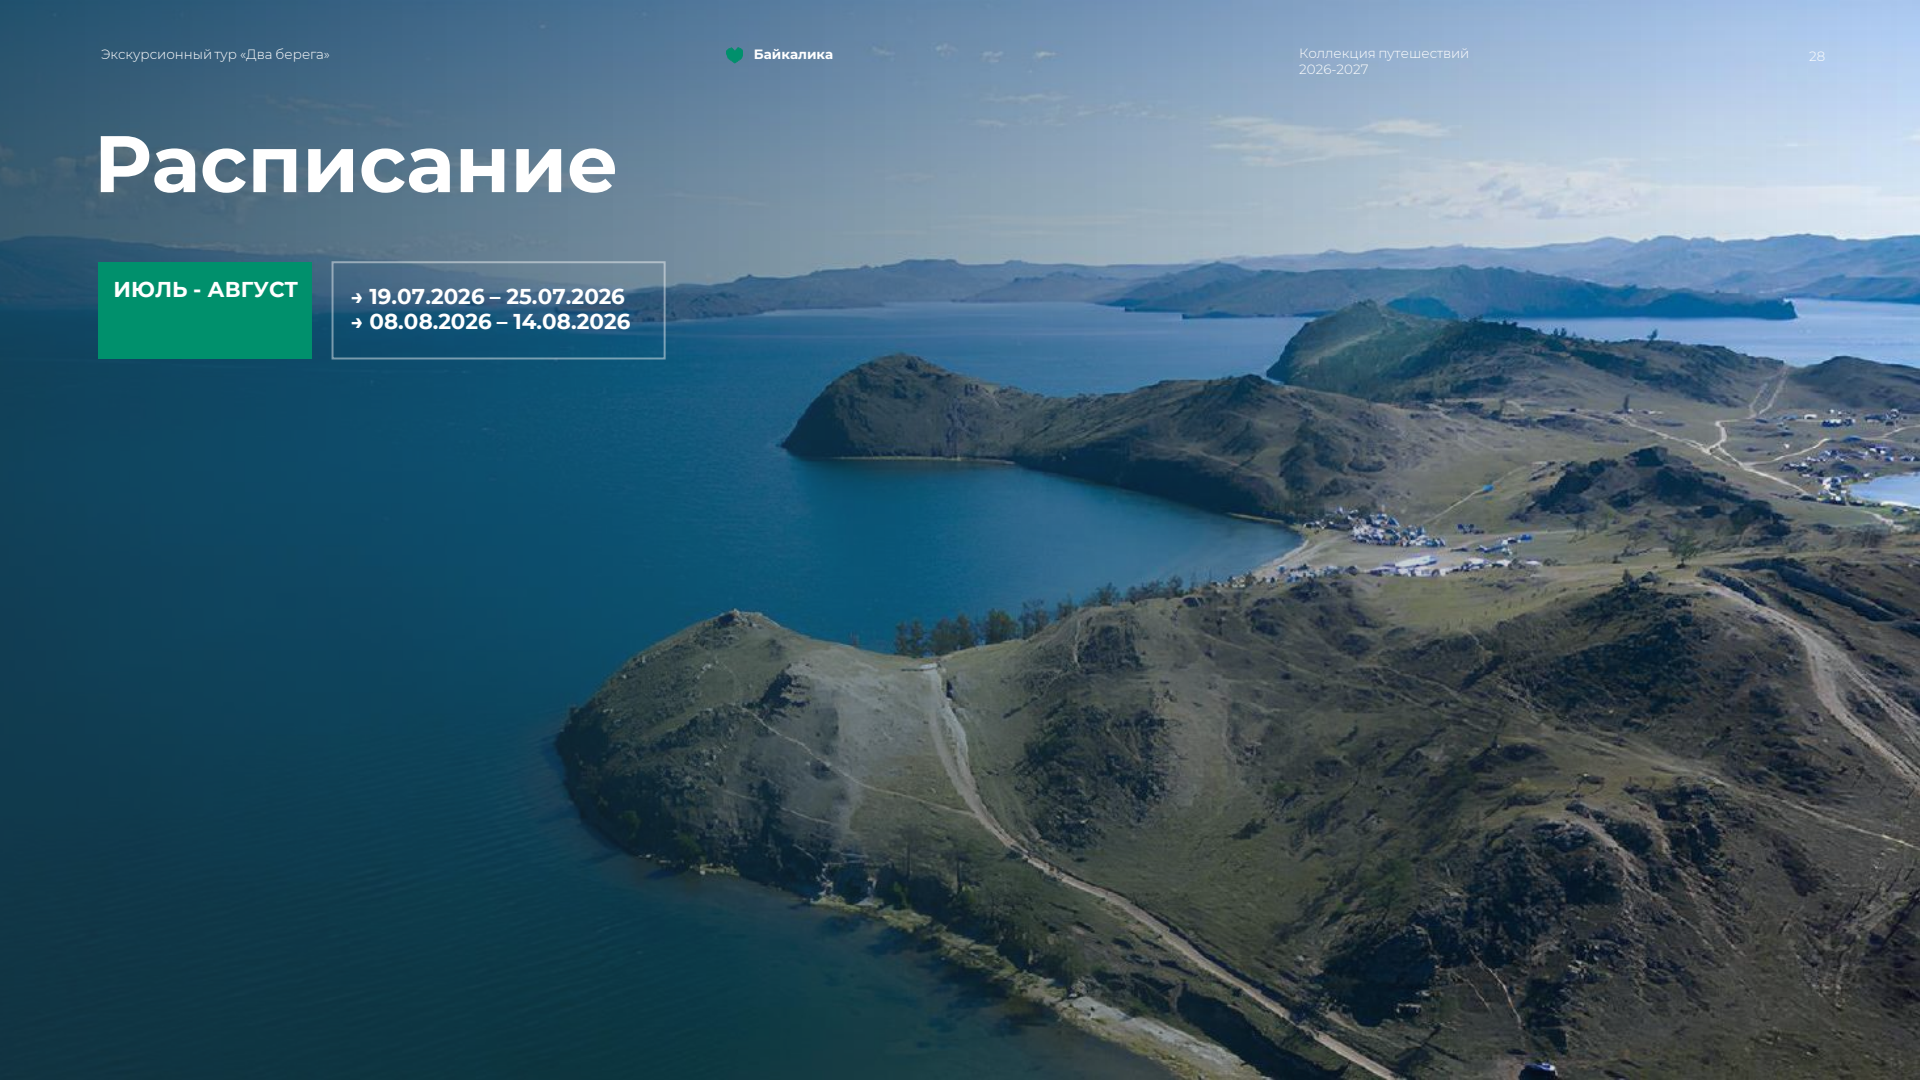 Экскурсионный тур «Два берега»
Байкалика
Коллекция путешествий
2026-2027
28
Расписание
ИЮЛЬ - АВГУСТ
→ 19.07.2026 – 25.07.2026
→ 08.08.2026 – 14.08.2026